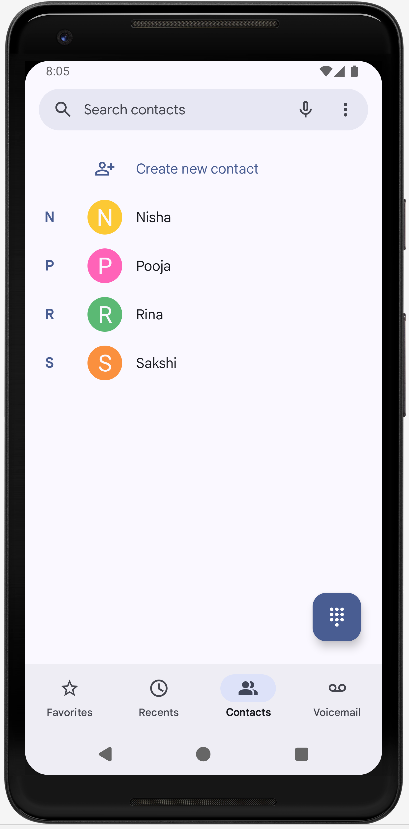 8:05
Search contacts
Create new contact
N N Nisha
P P Pooja
R R Rina
S S Sakshi
Favorites Recents Contacts Voicemail